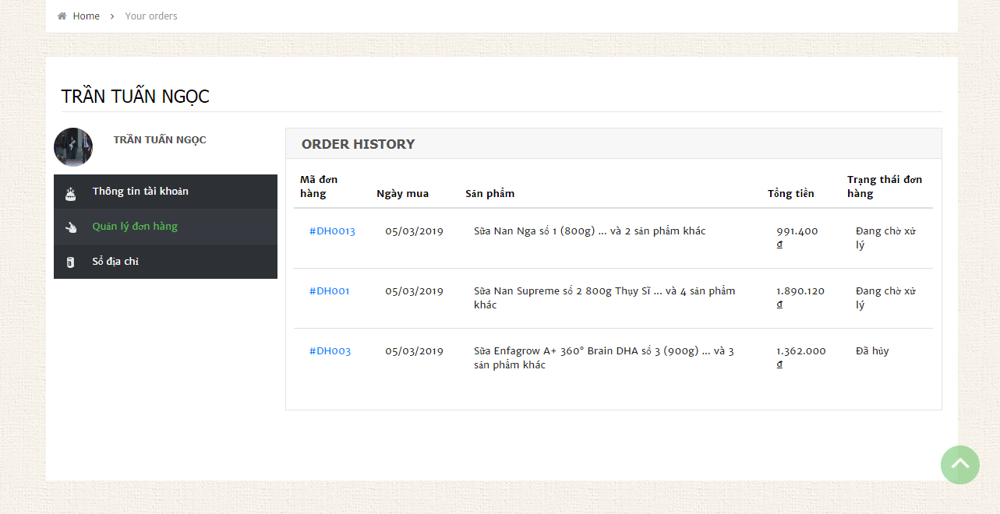 Home > Your orders
TRẦN TUẤN NGỌC
TRẦN TUẤN NGỌC
Thông tin tài khoản
Quản lý đơn hàng
Sổ địa chỉ
ORDER HISTORY
Mã đơn
hàng
Ngày mua
Sản phẩm
Tổng tiền
Trạng thái đơn
hàng
#DH0013
05/03/2019
Sữa Nan Nga số 1 (800g) ... và 2 sản phẩm khác
991.400
₫
Đang chờ xử
lý
#DH001
05/03/2019
Sữa Nan Supreme số 2 800g Thụy Sĩ ... và 4 sản phẩm
khác
1.890.120
₫
Đang chờ xử
lý
#DH003
05/03/2019
Sữa Enfagrow A+ 360° Brain DHA số 3 (900g) ... và 3
sản phẩm khác
1.362.000
₫
Đã hủy